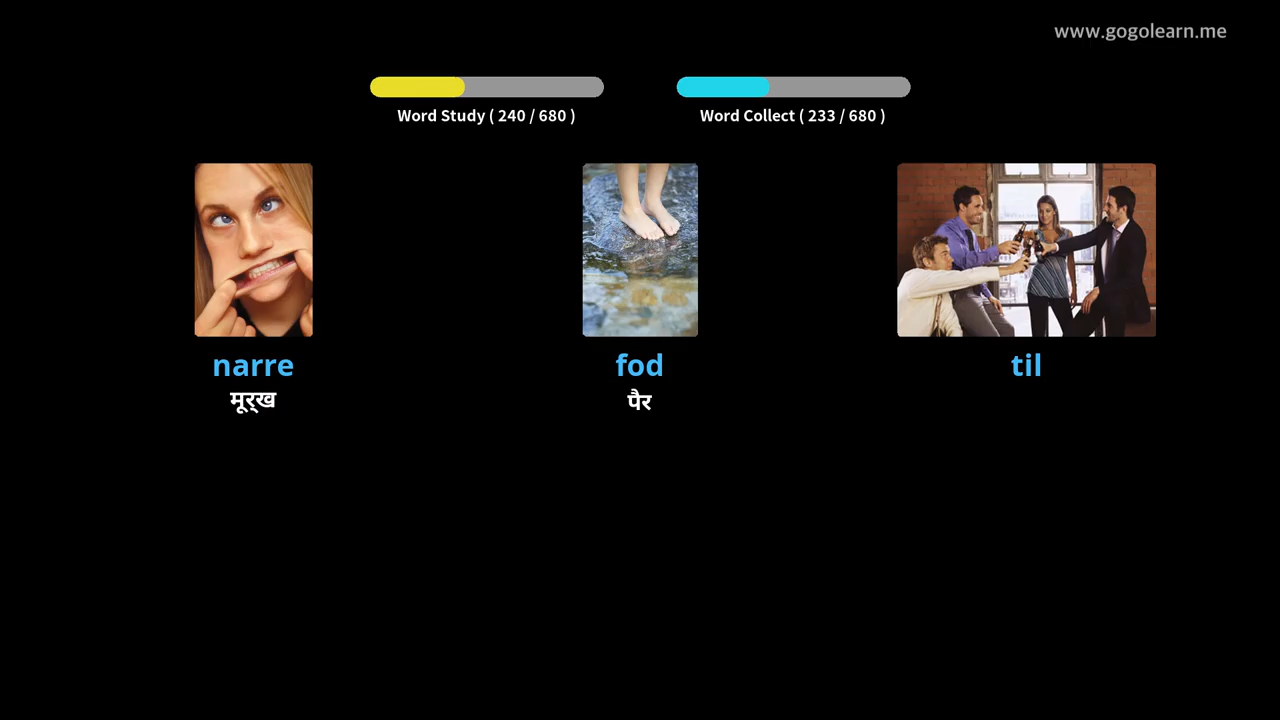 www.gogolearn.me
Word Study ( 240 / 680 )
Word Collect ( 233 / 680 )
narre
fod
til
मूर्ख
पैर